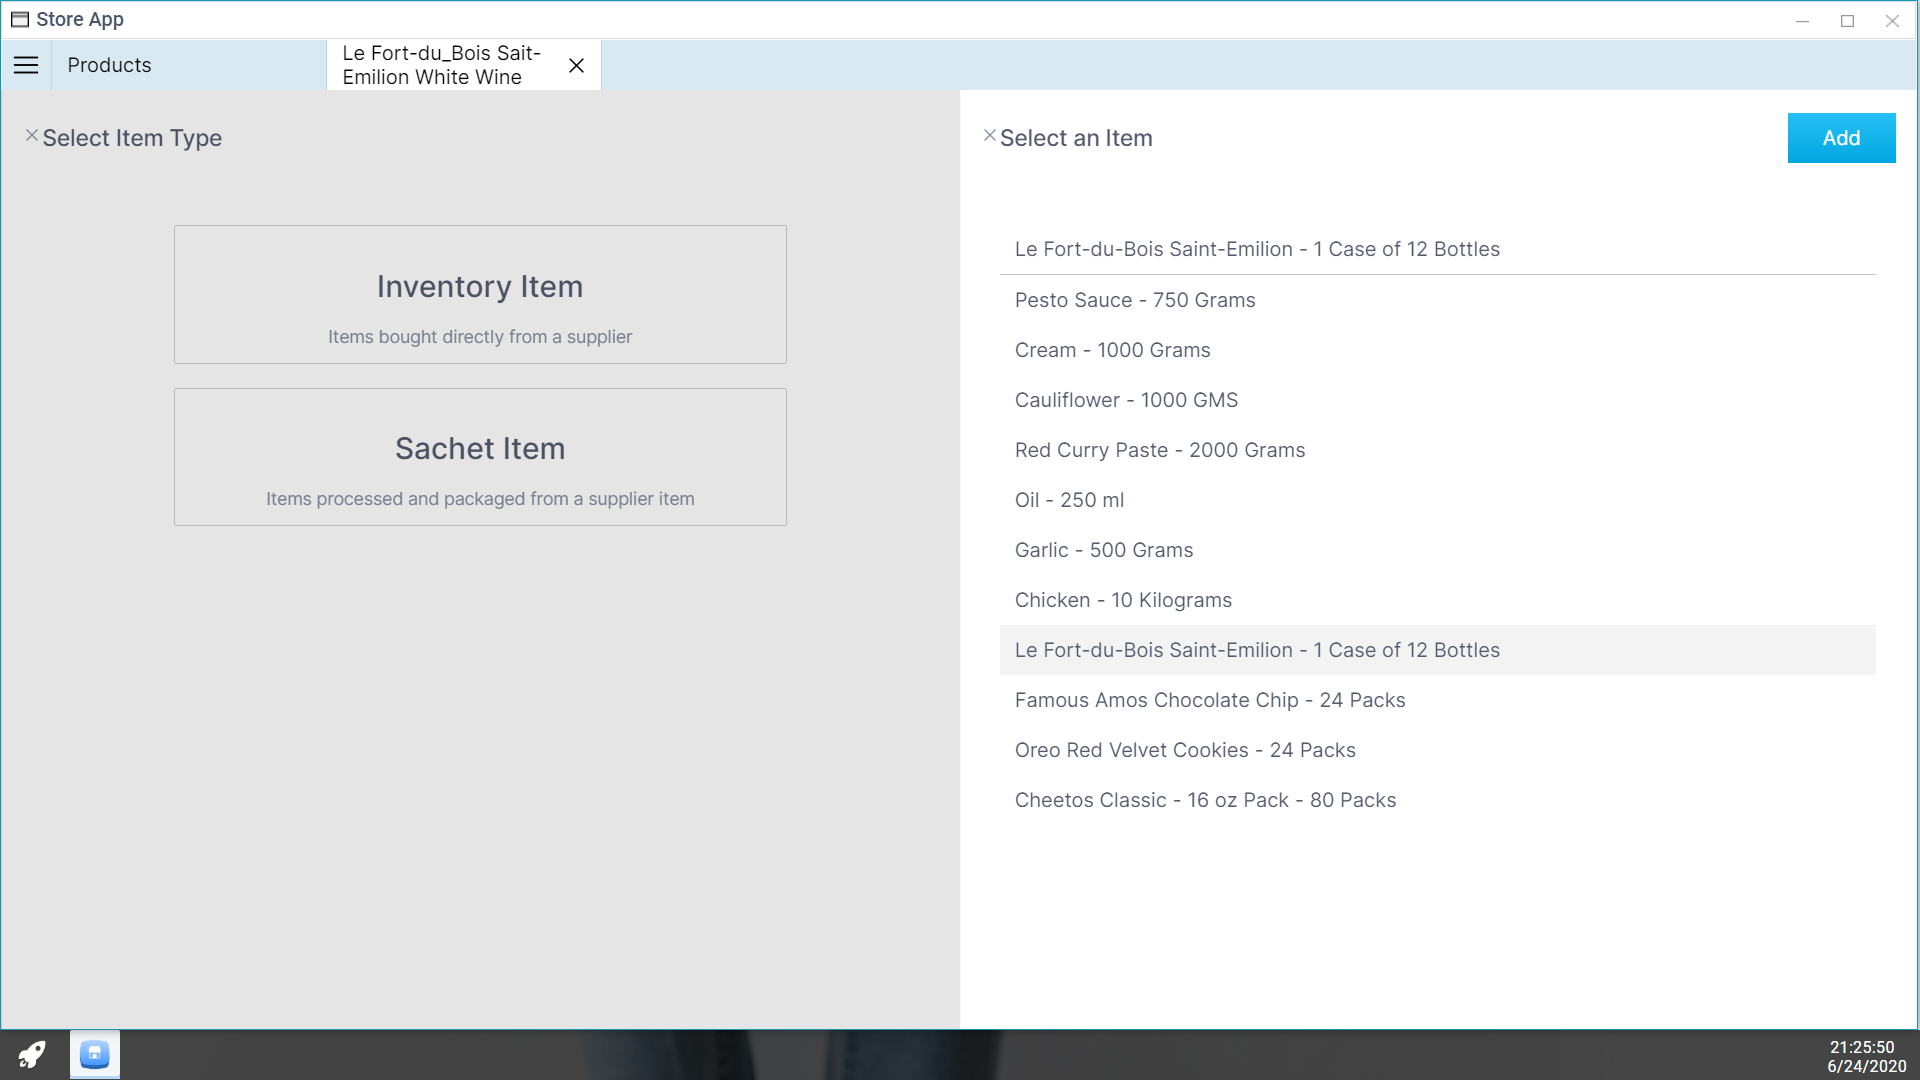 Store App
Products
Le Fort-du_Bois Sait-
Emilion White Wine
Select Item Type
Inventory Item
Items bought directly from a supplier
Sachet Item
Items processed and packaged from a supplier item
Select an Item
Add
Le Fort-du-Bois Saint-Emilion - 1 Case of 12 Bottles
Pesto Sauce - 750 Grams
Cream - 1000 Grams
Cauliflower - 1000 GMS
Red Curry Paste - 2000 Grams
Oil - 250 ml
Garlic - 500 Grams
Chicken - 10 Kilograms
Le Fort-du-Bois Saint-Emilion - 1 Case of 12 Bottles
Famous Amos Chocolate Chip - 24 Packs
Oreo Red Velvet Cookies - 24 Packs
Cheetos Classic - 16 oz Pack - 80 Packs
21:25:50
6/24/2020